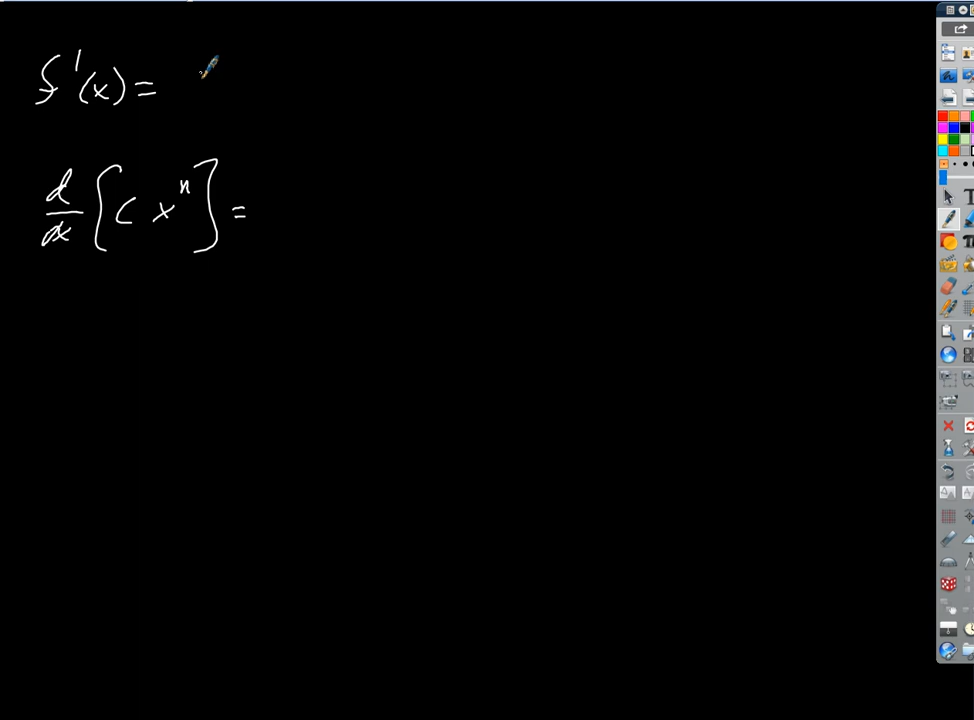 f'(x) =
d/dx [c x^n] =